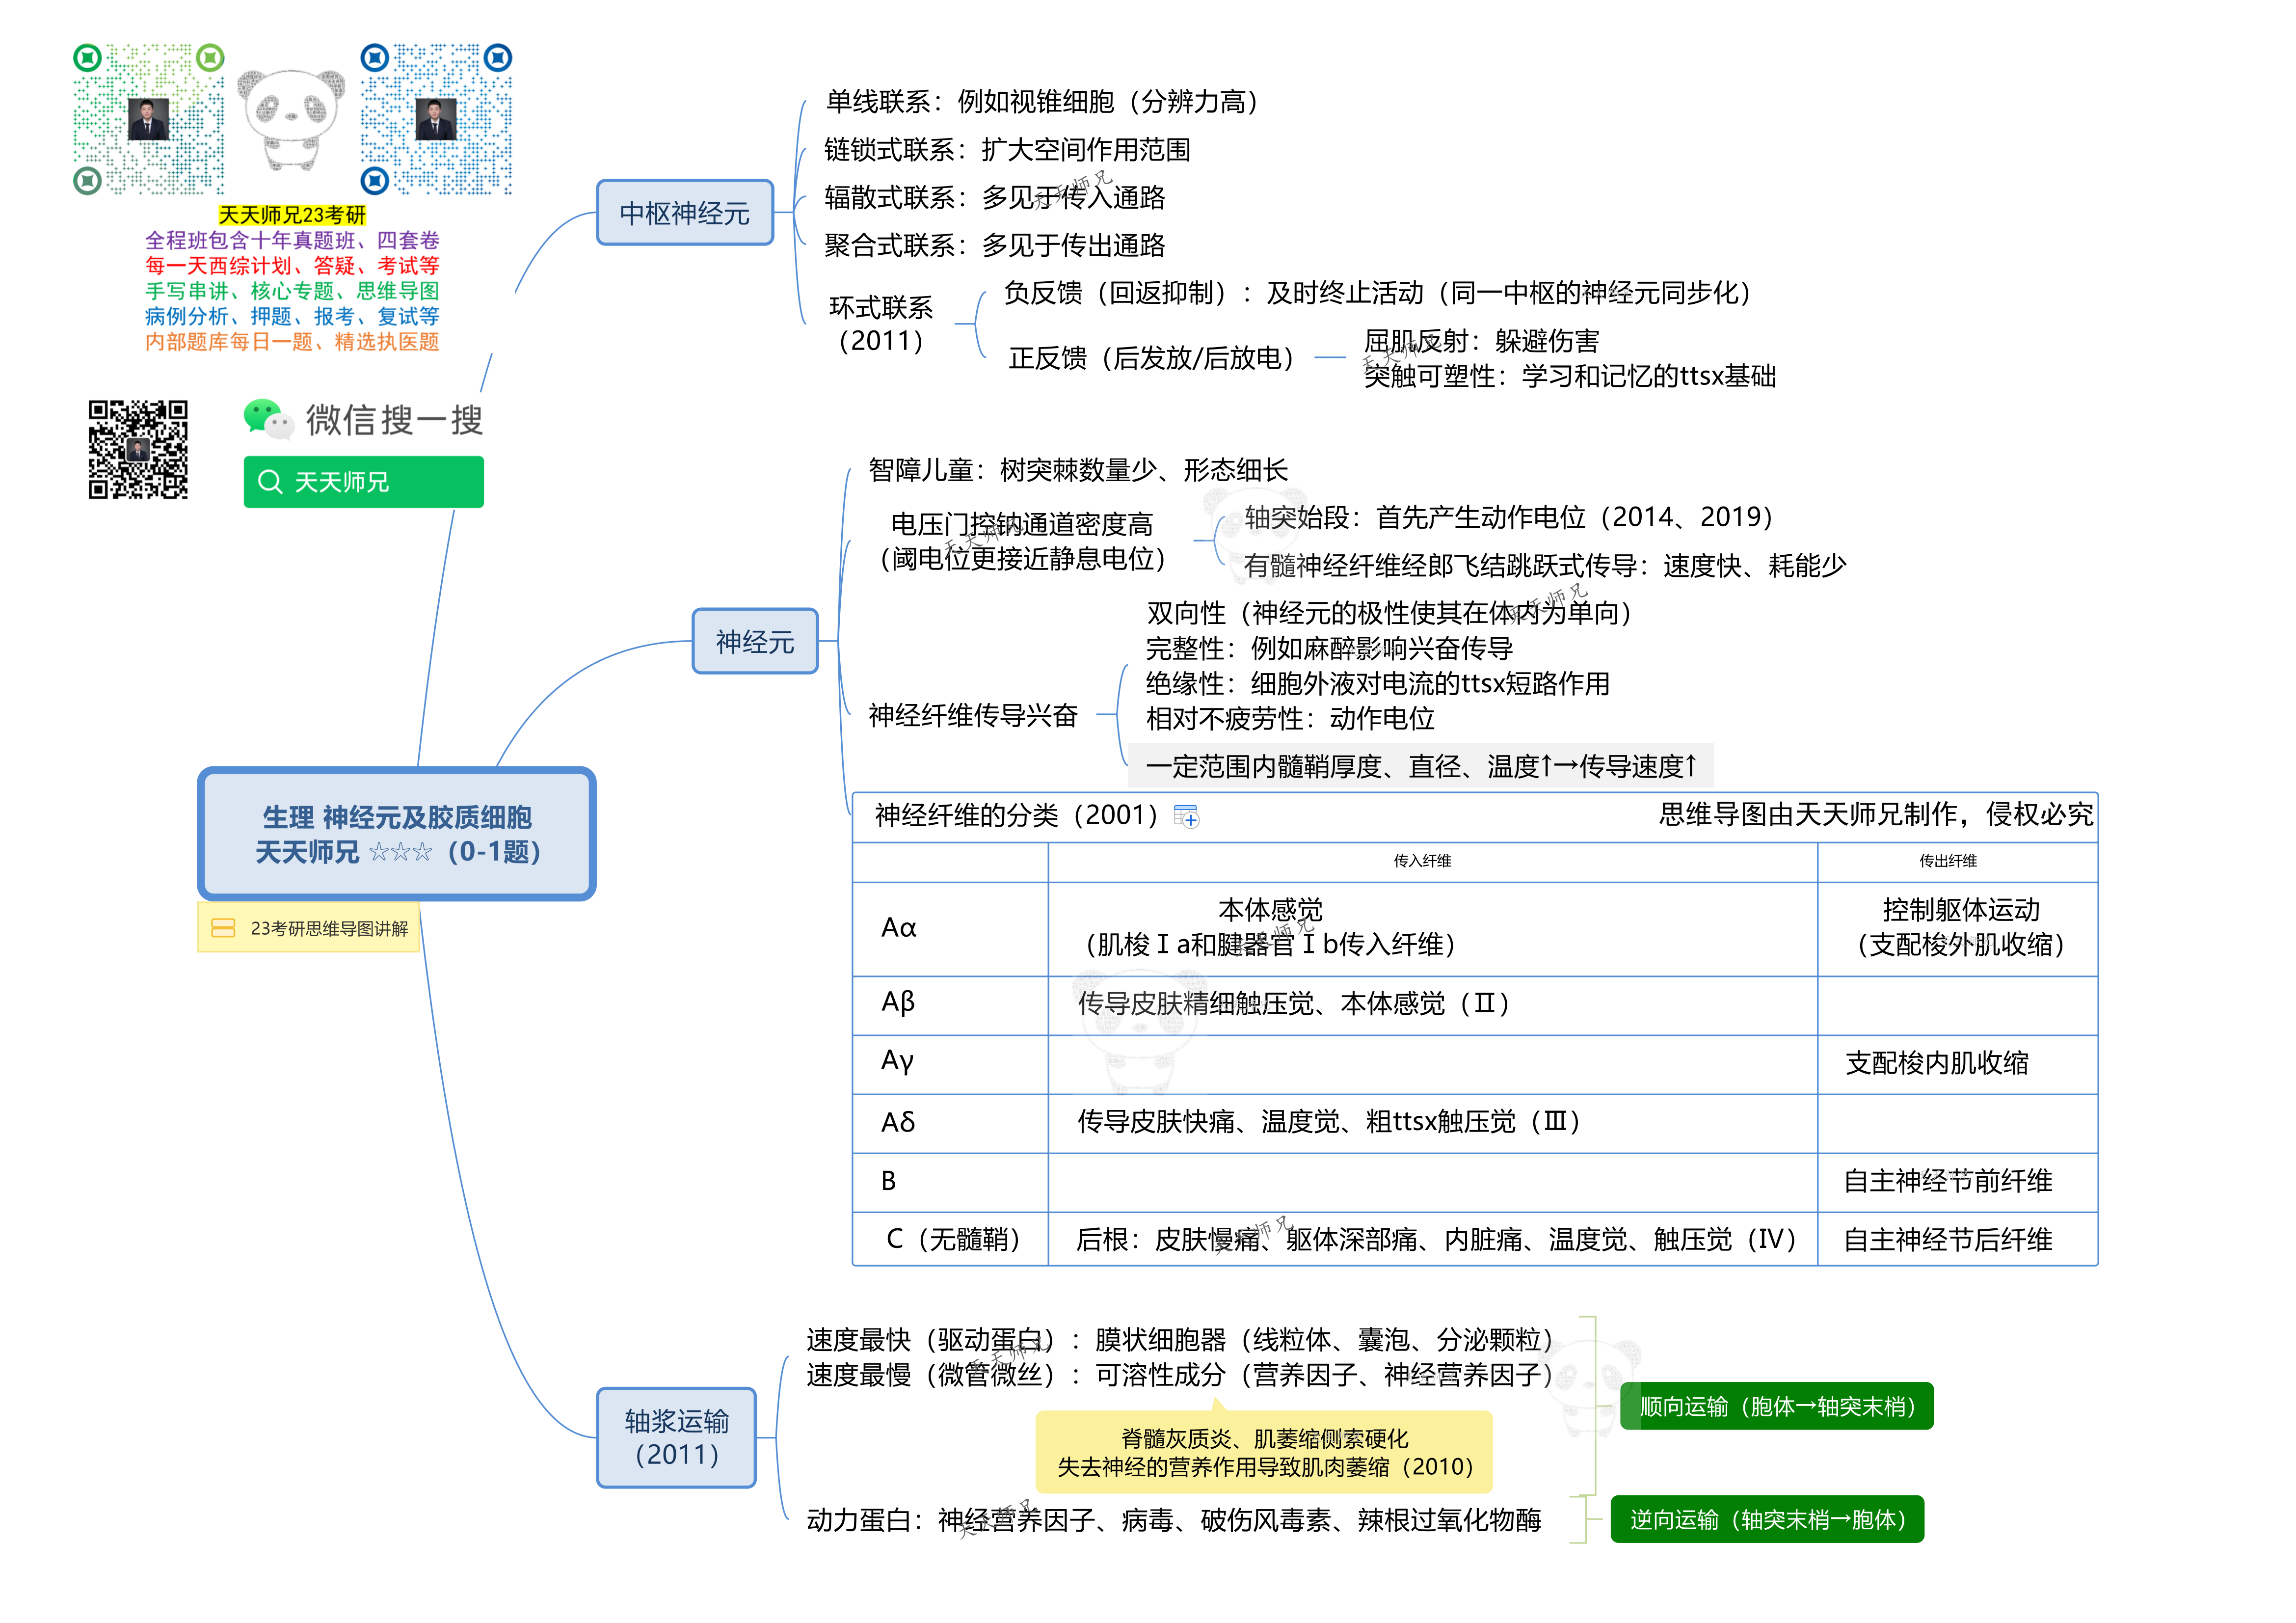 天天师兄23考研
全程班包含十年真题班、四套卷
每一天西综计划、答疑、考试等
手写串讲、核心专题、思维导图
病例分析、押题、报考、复试等
内部题库每日一题、精选执医题
微信搜一搜
天天师兄
生理 神经元及胶质细胞
天天师兄 ☆☆☆（0-1题）
23考研思维导图讲解
中枢神经元
单线联系：例如视锥细胞（分辨力高）
链锁式联系：扩大空间作用范围
辐散式联系：多见于传入通路
聚合式联系：多见于传出通路
环式联系
（2011）
负反馈（回返抑制）：及时终止活动（同一中枢的神经元同步化）
正反馈（后发放/后放电）
屈肌反射：躲避伤害
突触可塑性：学习和记忆的ttsx基础
神经元
智障儿童：树突棘数量少、形态细长
电压门控钠通道密度高
（阈电位更接近静息电位）
轴突始段：首先产生动作电位（2014、2019）
有髓神经纤维经郎飞结跳跃式传导：速度快、耗能少
神经纤维传导兴奋
双向性（神经元的极性使其在体内为单向）
完整性：例如麻醉影响兴奋传导
绝缘性：细胞外液对电流的ttsx短路作用
相对不疲劳性：动作电位
一定范围内髓鞘厚度、直径、温度↑→传导速度↑
神经纤维的分类（2001）
思维导图由天天师兄制作，侵权必究
传入纤维
传出纤维
Aα
本体感觉
（肌梭Ⅰa和腱器官Ⅰb传入纤维）
控制躯体运动
（支配梭外肌收缩）
Aβ
传导皮肤精细触压觉、本体感觉（Ⅱ）
Aγ
支配梭内肌收缩
Aδ
传导皮肤快痛、温度觉、粗ttsx触压觉（Ⅲ）
B
自主神经节前纤维
C（无髓鞘）
后根：皮肤慢痛、躯体深部痛、内脏痛、温度觉、触压觉（Ⅳ）
自主神经节后纤维
轴浆运输
（2011）
速度最快（驱动蛋白）：膜状细胞器（线粒体、囊泡、分泌颗粒）
速度最慢（微管微丝）：可溶性成分（营养因子、神经营养因子）
脊髓灰质炎、肌萎缩侧索硬化
失去神经的营养作用导致肌肉萎缩（2010）
顺向运输（胞体→轴突末梢）
动力蛋白：神经营养因子、病毒、破伤风毒素、辣根过氧化物酶
逆向运输（轴突末梢→胞体）
天天师兄
天天师兄
天天师兄
天天师兄
天天师兄
天天师兄
天天师兄
天天师兄